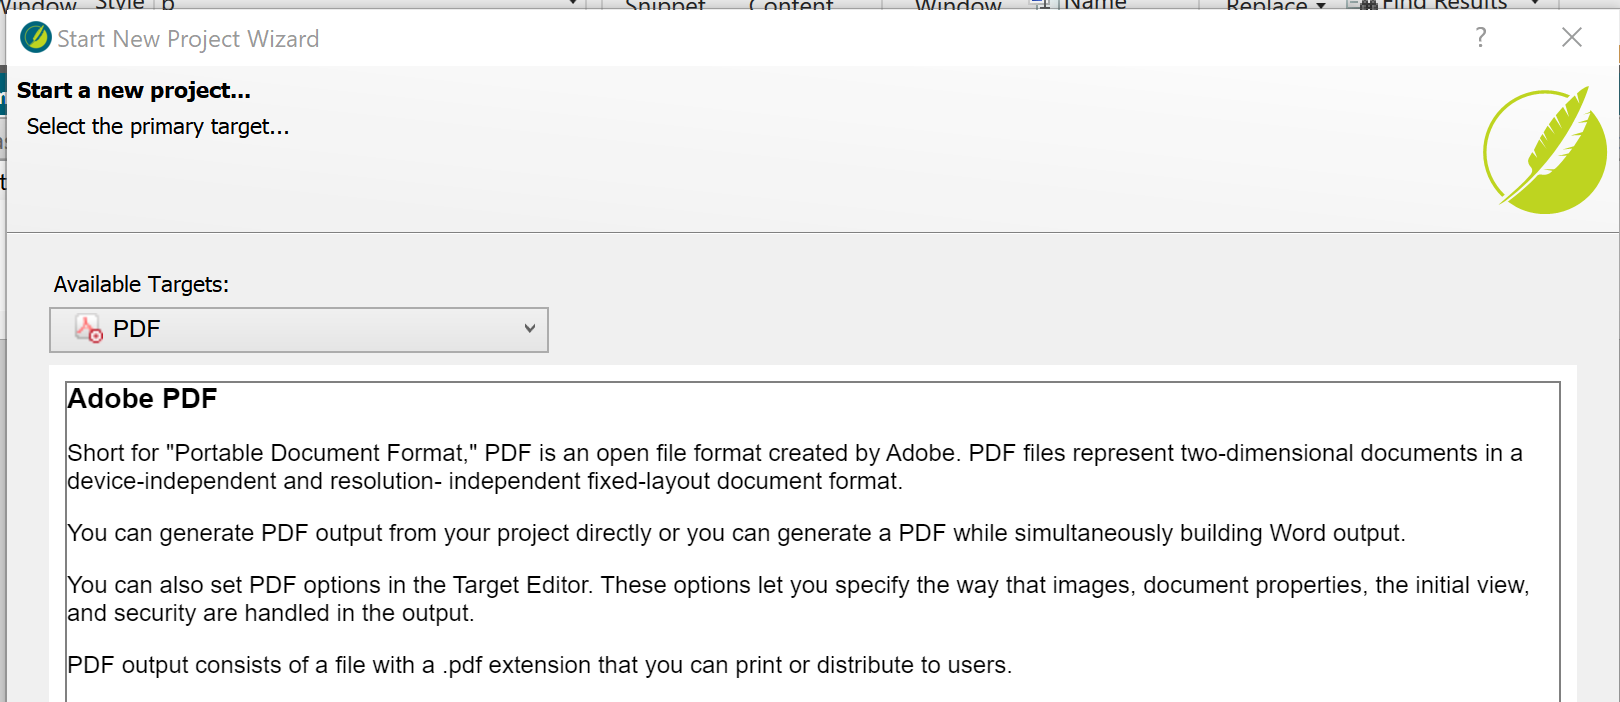 Window Style p Snippet Content Window Name Replace Find Results
Start New Project Wizard ?
Start a new project...
Select the primary target...
Available Targets:
PDF
Adobe PDF
Short for "Portable Document Format," PDF is an open file format created by Adobe. PDF files represent two-dimensional documents in a
device-independent and resolution- independent fixed-layout document format.
You can generate PDF output from your project directly or you can generate a PDF while simultaneously building Word output.
You can also set PDF options in the Target Editor. These options let you specify the way that images, document properties, the initial view,
and security are handled in the output.
PDF output consists of a file with a .pdf extension that you can print or distribute to users.